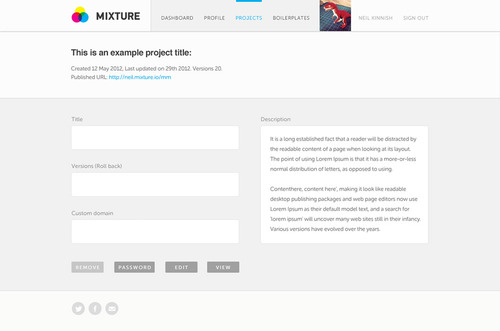 MIXTURE
DASHBOARD PROFILE PROJECTS BOILERPLATES NEIL KINNISH SIGN OUT
This is an example project title:
Created 12 May 2012, Last updated on 29th 2012. Versions 20.
Published URL: http://neil.mixture.io/mm
Title
Versions (Roll back)
Custom domain
REMOVE PASSWORD EDIT VIEW
Description
It is a long established fact that a reader will be distracted by
the readable content of a page when looking at its layout.
The point of using Lorem Ipsum is that it has a more-or-less
normal distribution of letters, as opposed to using.
Contenthere, content here', making it look like readable
desktop publishing packages and web page editors now use
Lorem Ipsum as their default model text, and a search for
'lorem ipsum' will uncover many web sites still in their infancy.
Various versions have evolved over the years.